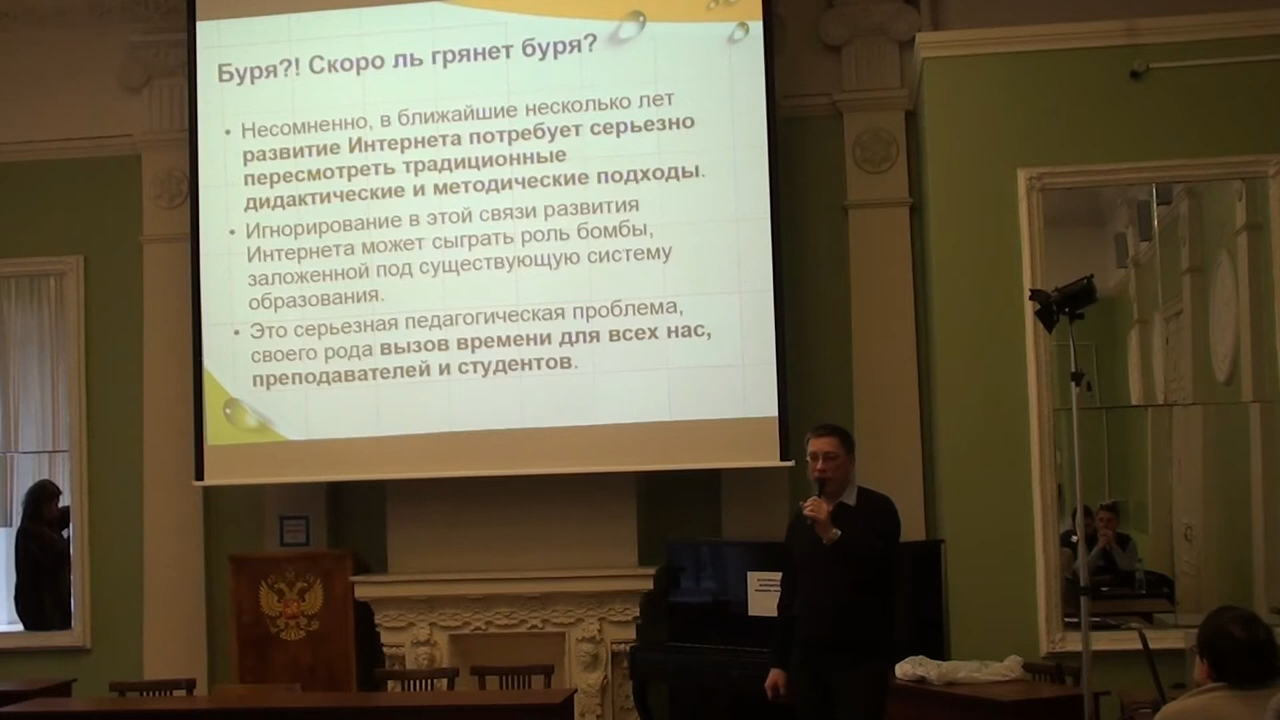 Буря?! Скоро ль грянет буря?
• Несомненно, в ближайшие несколько лет
развитие Интернета потребует серьезно
пересмотреть традиционные
дидактические и методические подходы.
• Игнорирование в этой связи развития
Интернета может сыграть роль бомбы,
заложенной под существующую систему
образования.
• Это серьезная педагогическая проблема,
своего рода вызов времени для всех нас,
преподавателей и студентов.